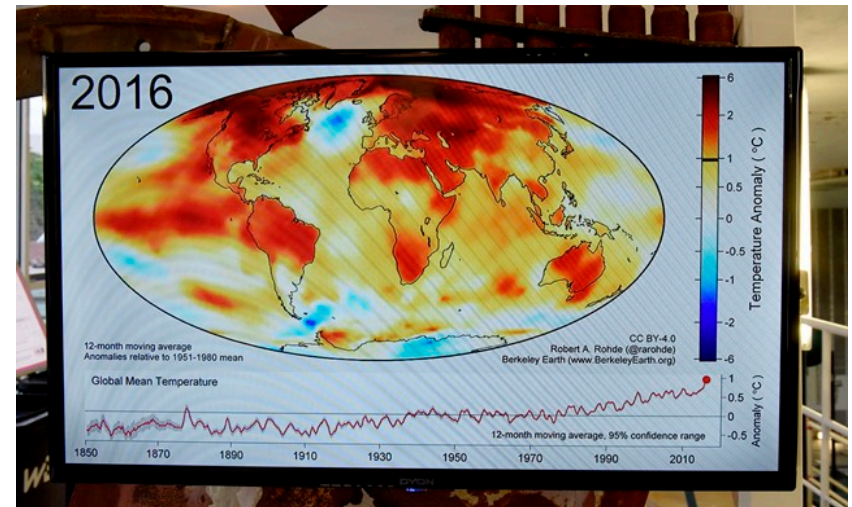 2016
6
2
1
0.5
0
-0.5
-1
-2
-6
Temperature Anomaly ( °C )
12-month moving average
Anomalies relative to 1951-1980 mean
CC BY-4.0
Robert A. Rohde (@rarohde)
Berkeley Earth (www.BerkeleyEarth.org)
Global Mean Temperature
1
0.5
0
-0.5
Anomaly (°C)
12-month moving average, 95% confidence range
1850 1870 1890 1910 1930 1950 1970 1990 2010
DYON